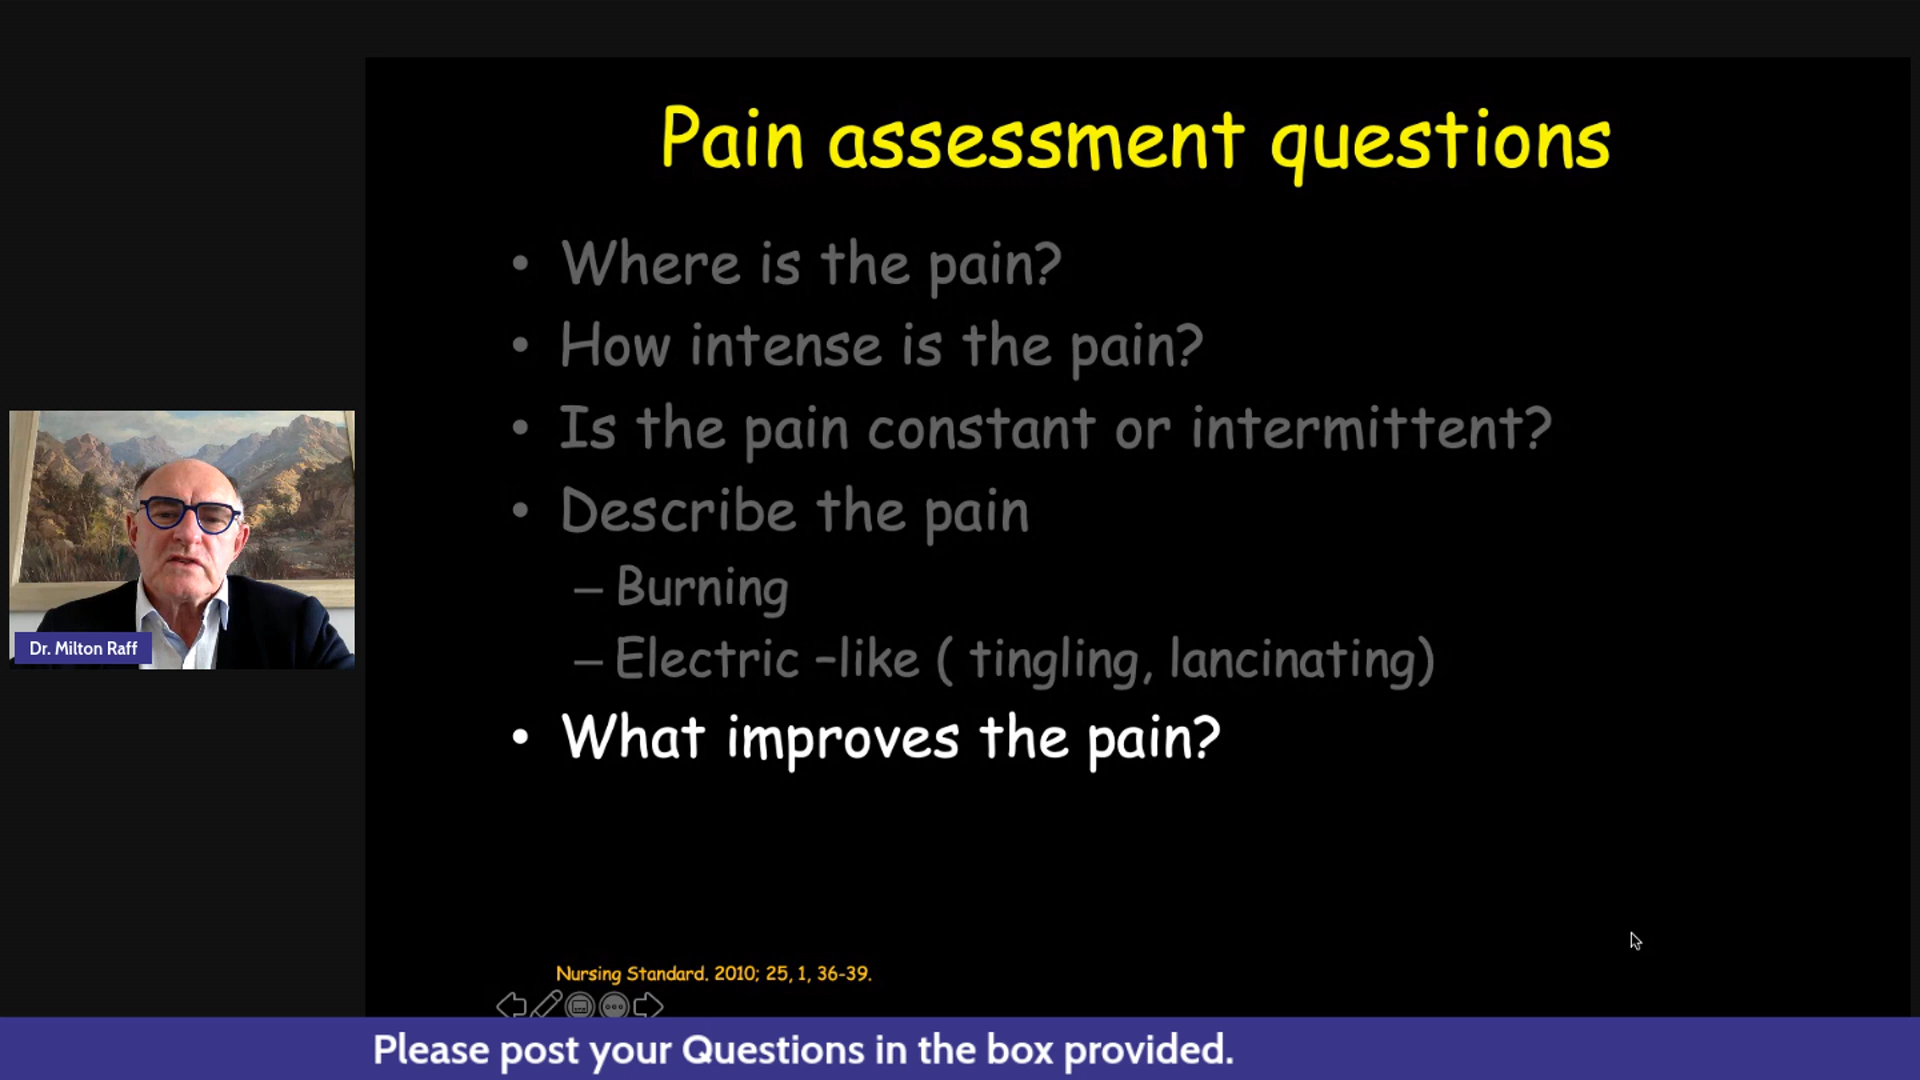 Pain assessment questions
• Where is the pain?
• How intense is the pain?
• Is the pain constant or intermittent?
• Describe the pain
– Burning
– Electric –like ( tingling, lancinating)
• What improves the pain?
Dr. Milton Raff
Nursing Standard. 2010; 25, 1, 36-39.
Please post your Questions in the box provided.